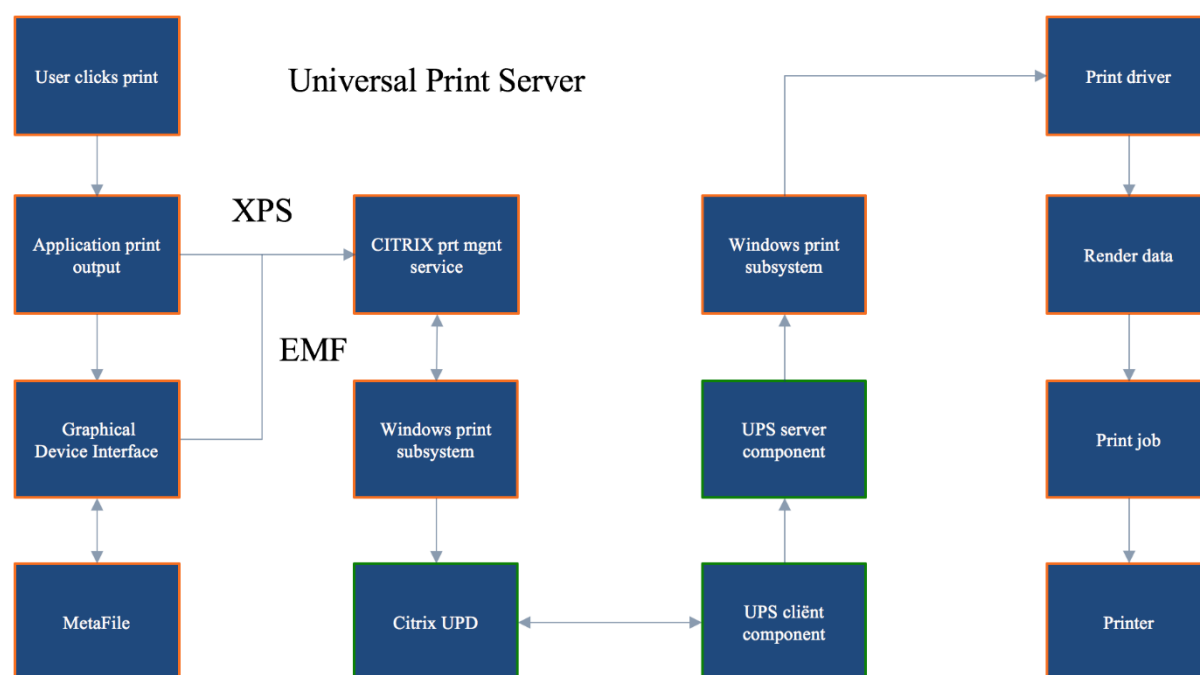 User clicks print
Universal Print Server
Print driver
XPS
Application print
output
CITRIX prt mgnt
service
Windows print
subsystem
Render data
EMF
Graphical
Device Interface
Windows print
subsystem
UPS server
component
Print job
MetaFile
Citrix UPD
UPS cliënt
component
Printer